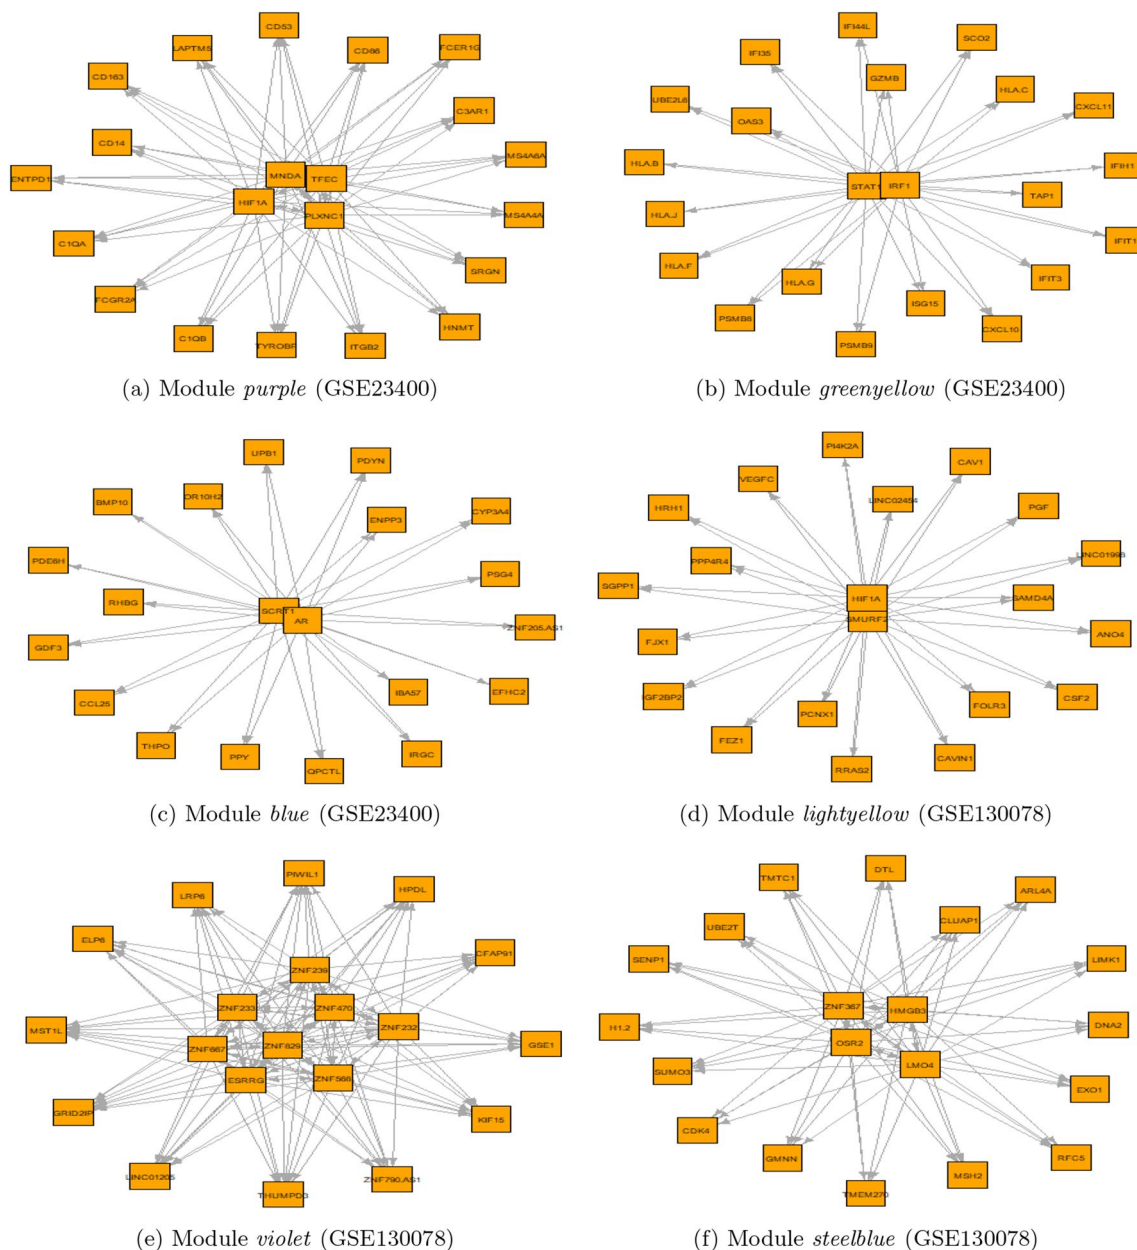 CD53
LAPTM5
CD86
FCER1G
CD163
C3AR1
CD14
MS4A6A
ENTPD1
MNDA
TFEC
HIF1A
PLXNC1
MS4A4A
C1QA
SRGN
FCGR2A
C1QB
TYROBP
ITGB2
HNMT
(a) Module purple (GSE23400)
IFI44L
SCO2
IFI35
GZMB
HLA.C
UBE2L6
OAS3
CXCL11
HLA.B
IFIH1
STAT1
IRF1
TAP1
HLA.J
IFIT1
HLA.F
HLA.G
IFIT3
PSMB8
ISG15
CXCL10
PSMB9
(b) Module greenyellow (GSE23400)
UPB1
PDYN
OR10H2
BMP10
ENPP3
CYP3A4
PDE6H
PSG4
RHBG
SCRT1
AR
ZNF205.AS1
GDF3
IBA57
EFHC2
CCL25
THPO
PPY
QPCTL
IRGC
(c) Module blue (GSE23400)
PI4K2A
CAV1
VEGFC
LINC02454
HRH1
PGF
PPP4R4
LINC01998
SGPP1
HIF1A
SAMD4A
SMURF2
FJX1
ANO4
IGF2BP2
PCNX1
FOLR3
CSF2
FEZ1
RRAS2
CAVIN1
(d) Module lightyellow (GSE130078)
PIWIL1
LRP6
HPDL
ELP6
CFAP91
ZNF239
ZNF233
ZNF470
MST1L
ZNF232
ZNF667
ZNF829
GSE1
ESRRG
ZNF566
GRID2IP
KIF15
LINC01205
THUMPD3
ZNF790.AS1
(e) Module violet (GSE130078)
DTL
TMTC1
ARL4A
UBE2T
CLUAP1
SENP1
LIMK1
ZNF367
HMGB3
H1.2
DNA2
OSR2
LMO4
SUMO3
EXO1
CDK4
GMNN
MSH2
RFC5
TMEM270
(f) Module steelblue (GSE130078)